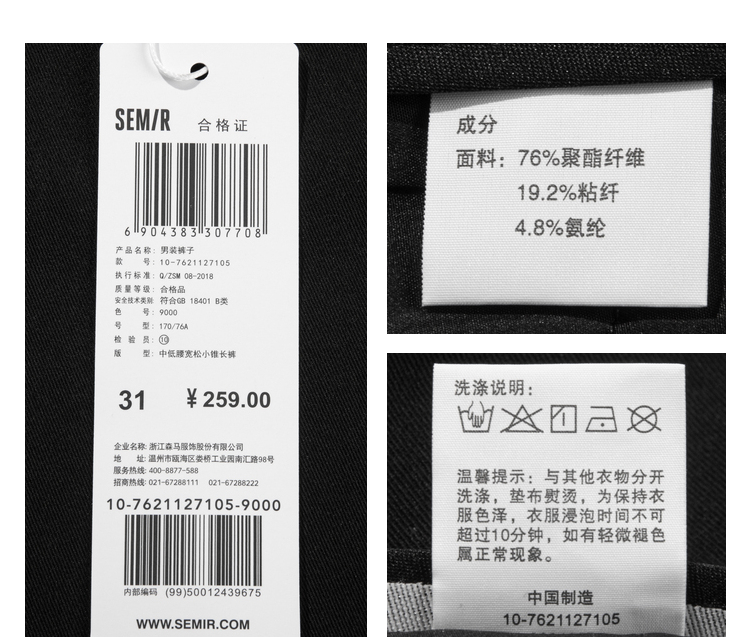 SEMIR 合格证
6 904383 307708
产品名称: 男装裤子
款 号: 10-7621127105
执行标准: Q/ZSM 08-2018
质量等级: 合格品
安全技术类别: 符合GB 18401 B类
色 号: 9000
号 型: 170/76A
检 验 员: 10
版 型: 中低腰宽松小锥长裤
31 ¥259.00
企业名称: 浙江森马服饰股份有限公司
地 址: 温州市瓯海区娄桥工业园南汇路98号
服务热线: 400-8877-588
招商热线: 021-67288111 021-67288222
10-7621127105-9000
内部编码 (99)50012439675
WWW.SEMIR.COM
成分
面料: 76%聚酯纤维
19.2%粘纤
4.8%氨纶
洗涤说明:
温馨提示: 与其他衣物分开
洗涤，垫布熨烫，为保持衣
服色泽，衣服浸泡时间不可
超过10分钟，如有轻微褪色
属正常现象。
中国制造
10-7621127105